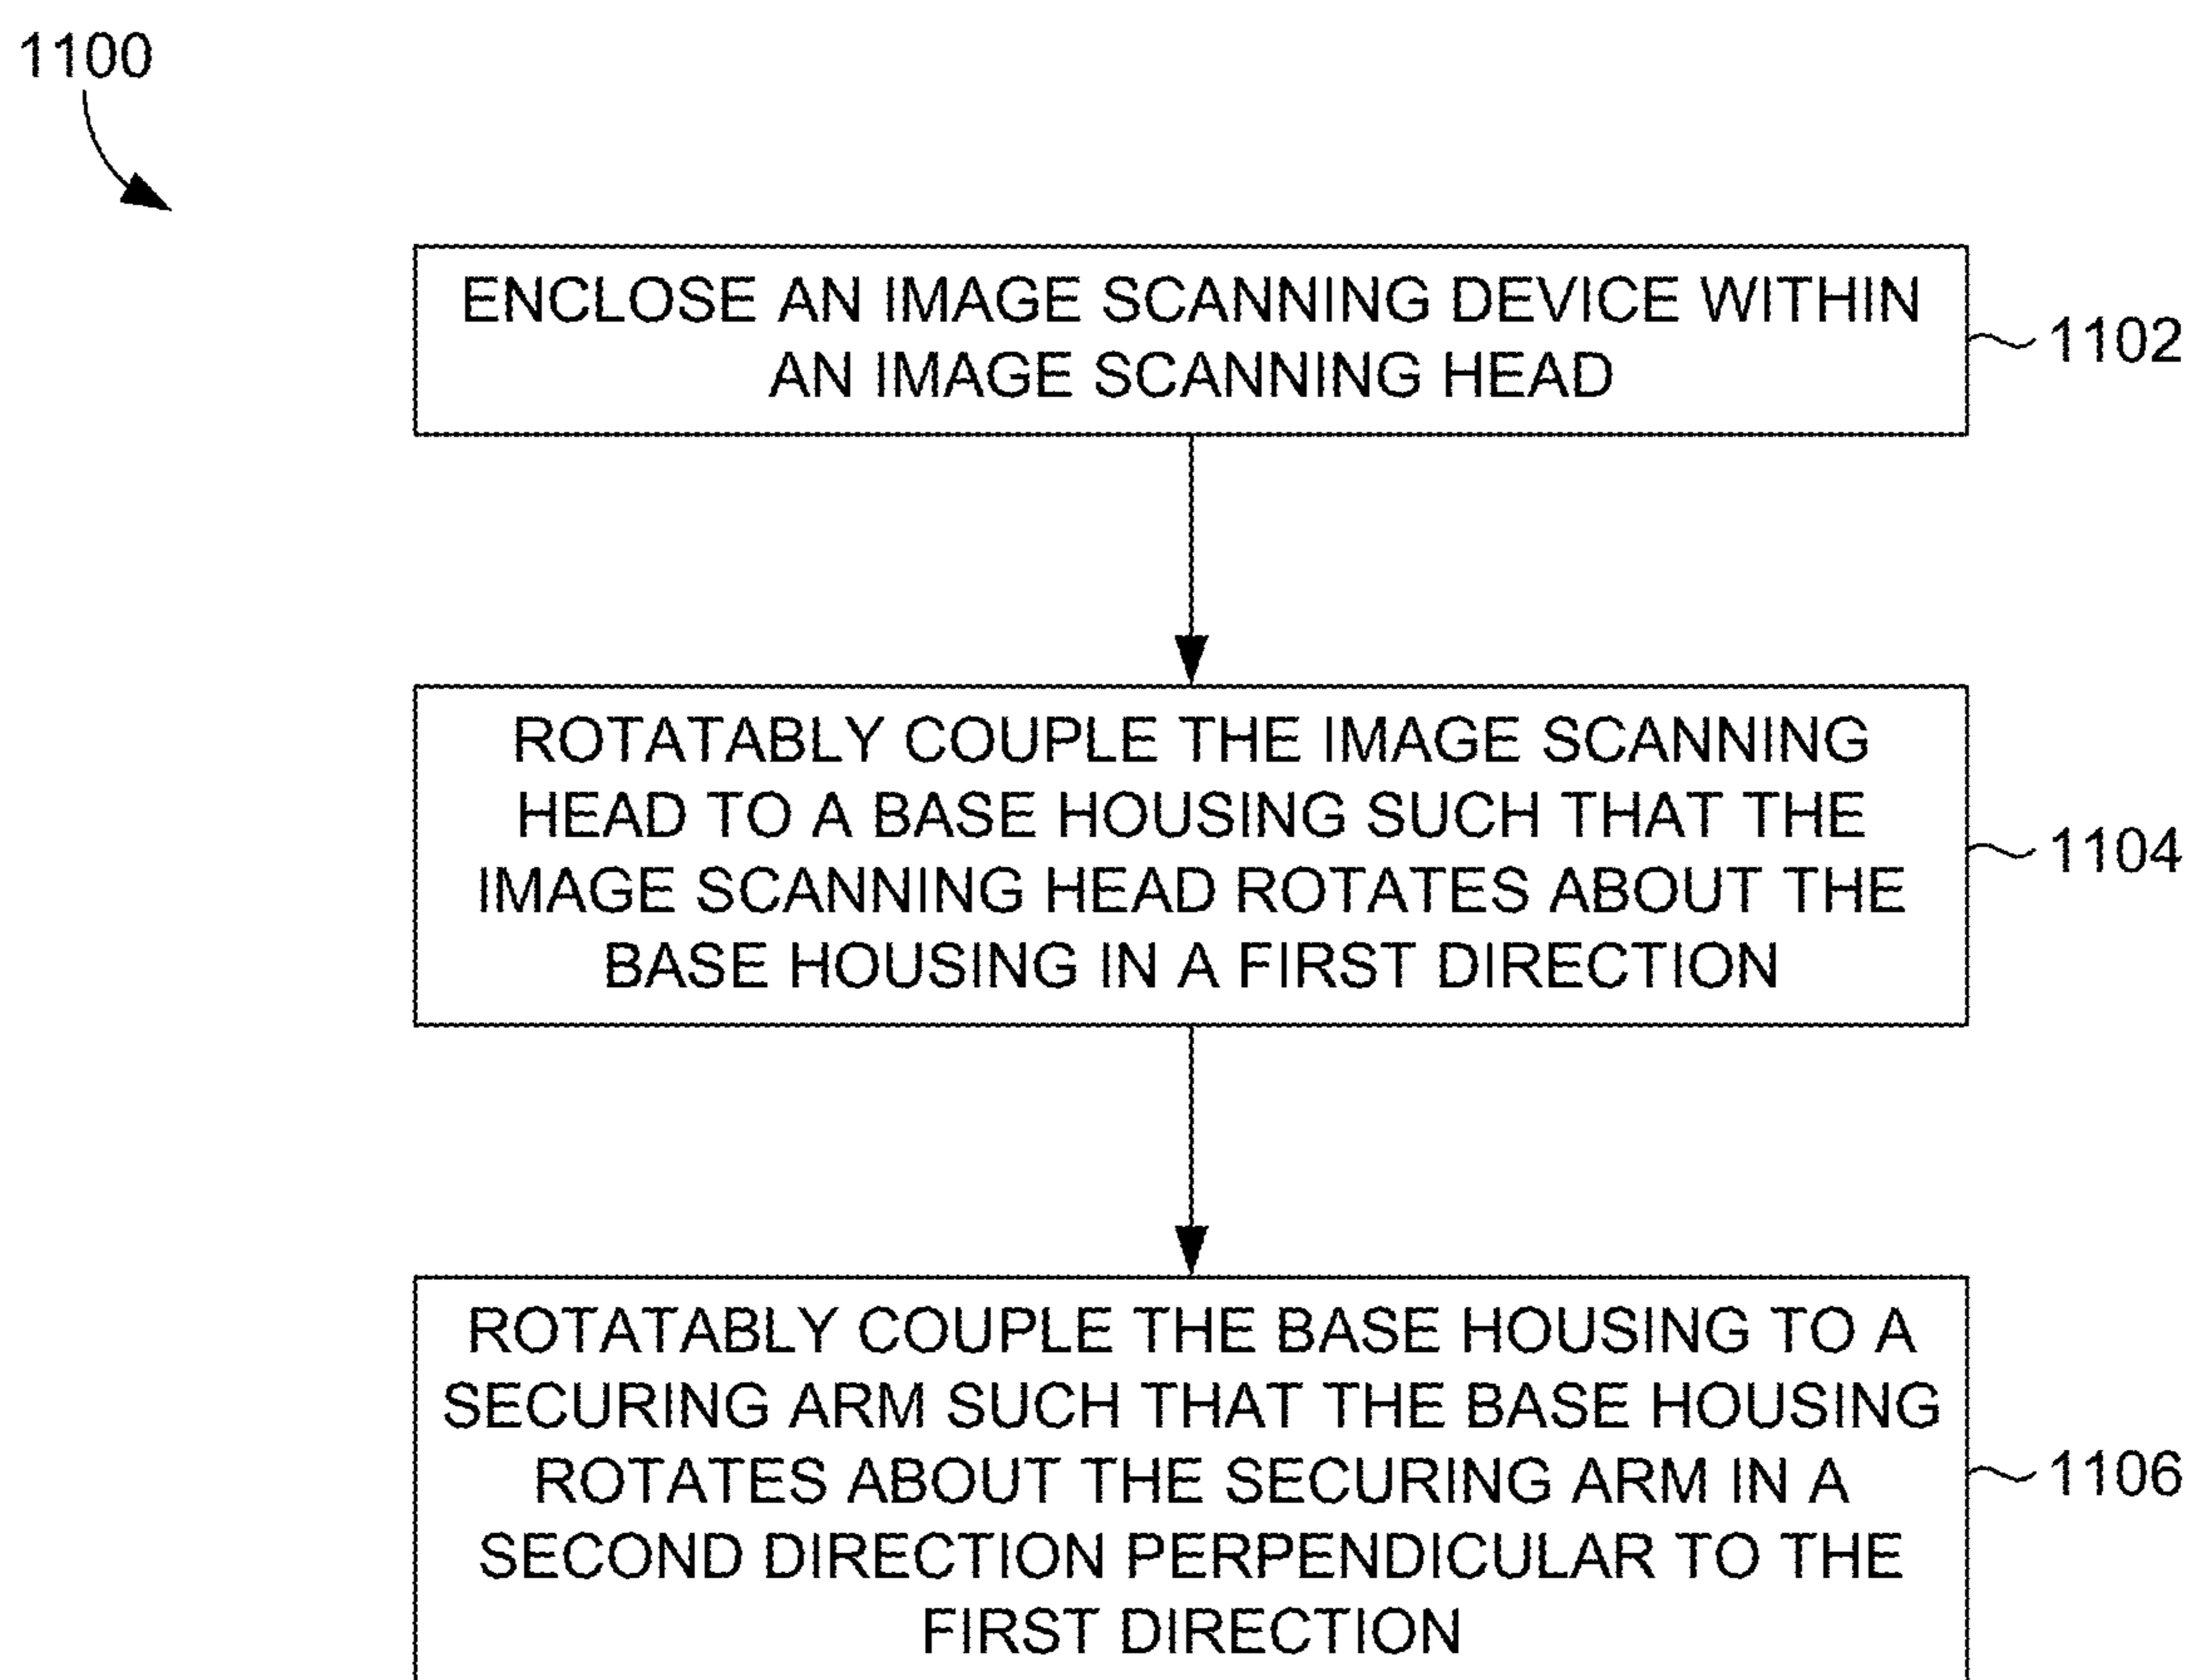 1100
ENCLOSE AN IMAGE SCANNING DEVICE WITHIN
AN IMAGE SCANNING HEAD
1102
ROTATABLY COUPLE THE IMAGE SCANNING
HEAD TO A BASE HOUSING SUCH THAT THE
IMAGE SCANNING HEAD ROTATES ABOUT THE
BASE HOUSING IN A FIRST DIRECTION
1104
ROTATABLY COUPLE THE BASE HOUSING TO A
SECURING ARM SUCH THAT THE BASE HOUSING
ROTATES ABOUT THE SECURING ARM IN A
SECOND DIRECTION PERPENDICULAR TO THE
FIRST DIRECTION
1106